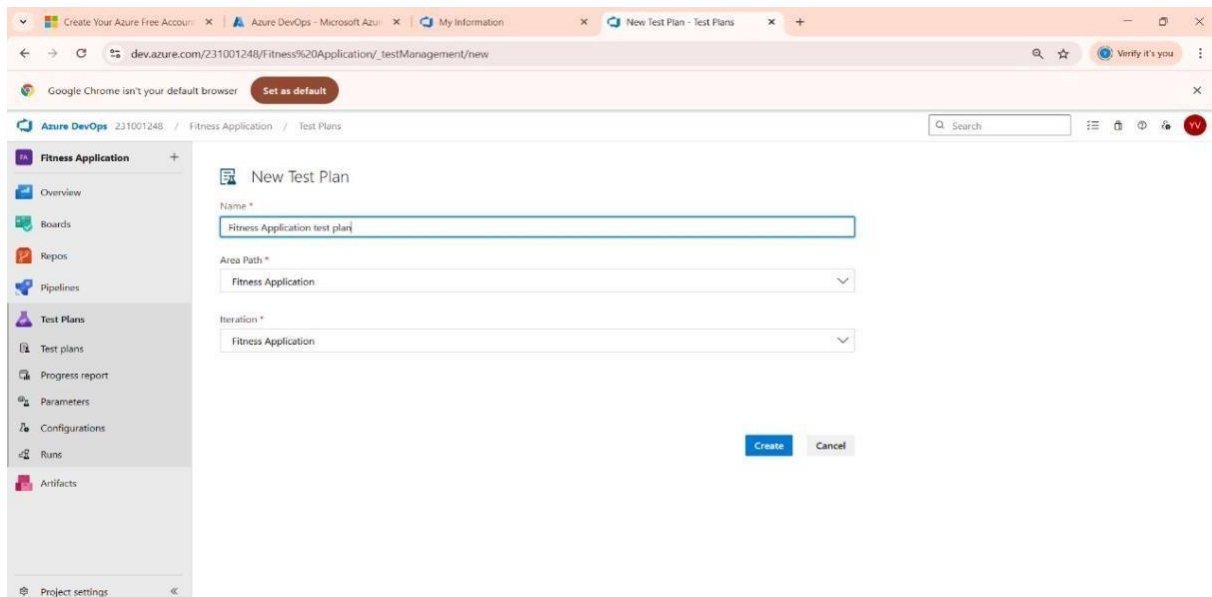 Create Your Azure Free Accoun
Azure DevOps - Microsoft Azur
My Information
New Test Plan - Test Plans
dev.azure.com/231001248/Fitness%20Application/_testManagement/new
Verify it's you
Google Chrome isn't your default browser
Set as default
Azure DevOps 231001248 / Fitness Application / Test Plans
Search
YV
FA Fitness Application
Overview
Boards
Repos
Pipelines
Test Plans
Test plans
Progress report
Parameters
Configurations
Runs
Artifacts
Project settings
New Test Plan
Name *
Fitness Application test plan
Area Path *
Fitness Application
Iteration *
Fitness Application
Create Cancel